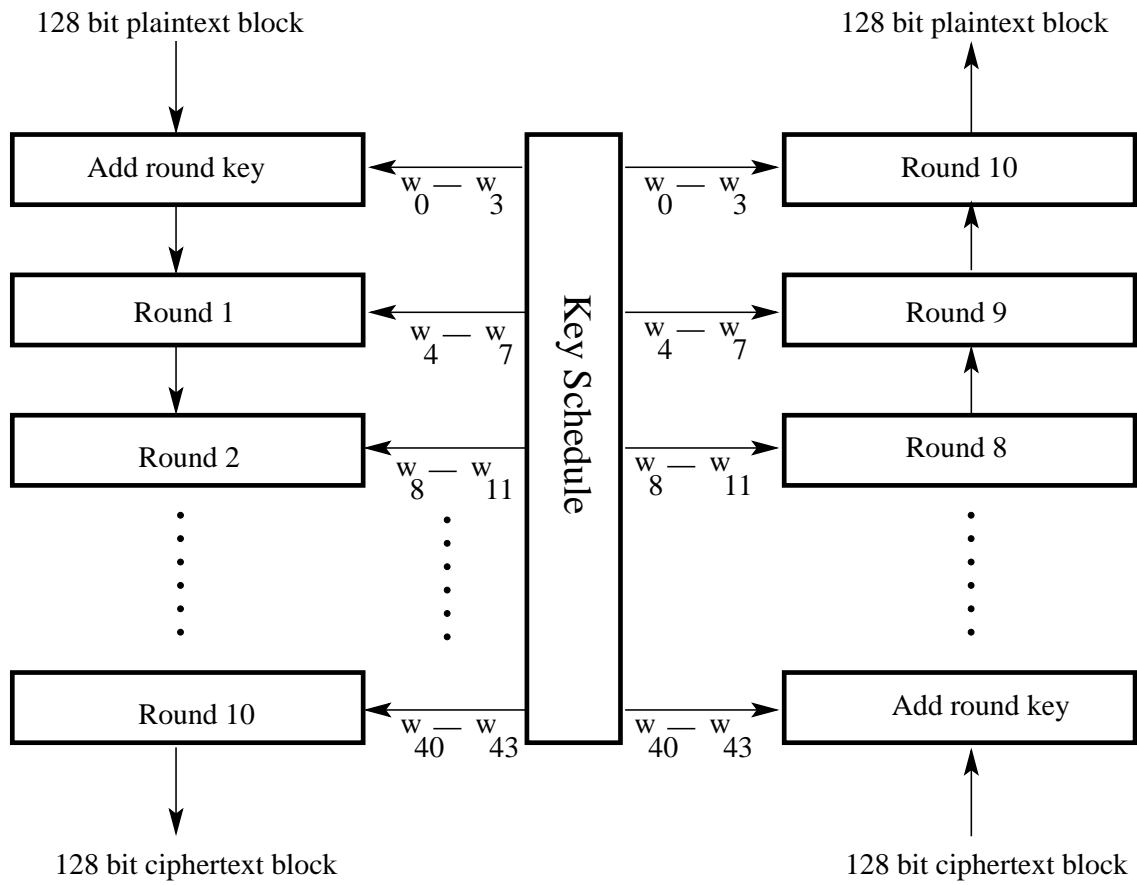 128 bit plaintext block
128 bit plaintext block
Add round key
w0 — w3
w0 — w3
Round 10
Round 1
w4 — w7
Key Schedule
w4 — w7
Round 9
Round 2
w8 — w11
w8 — w11
Round 8
Round 10
w40 — w43
w40 — w43
Add round key
128 bit ciphertext block
128 bit ciphertext block